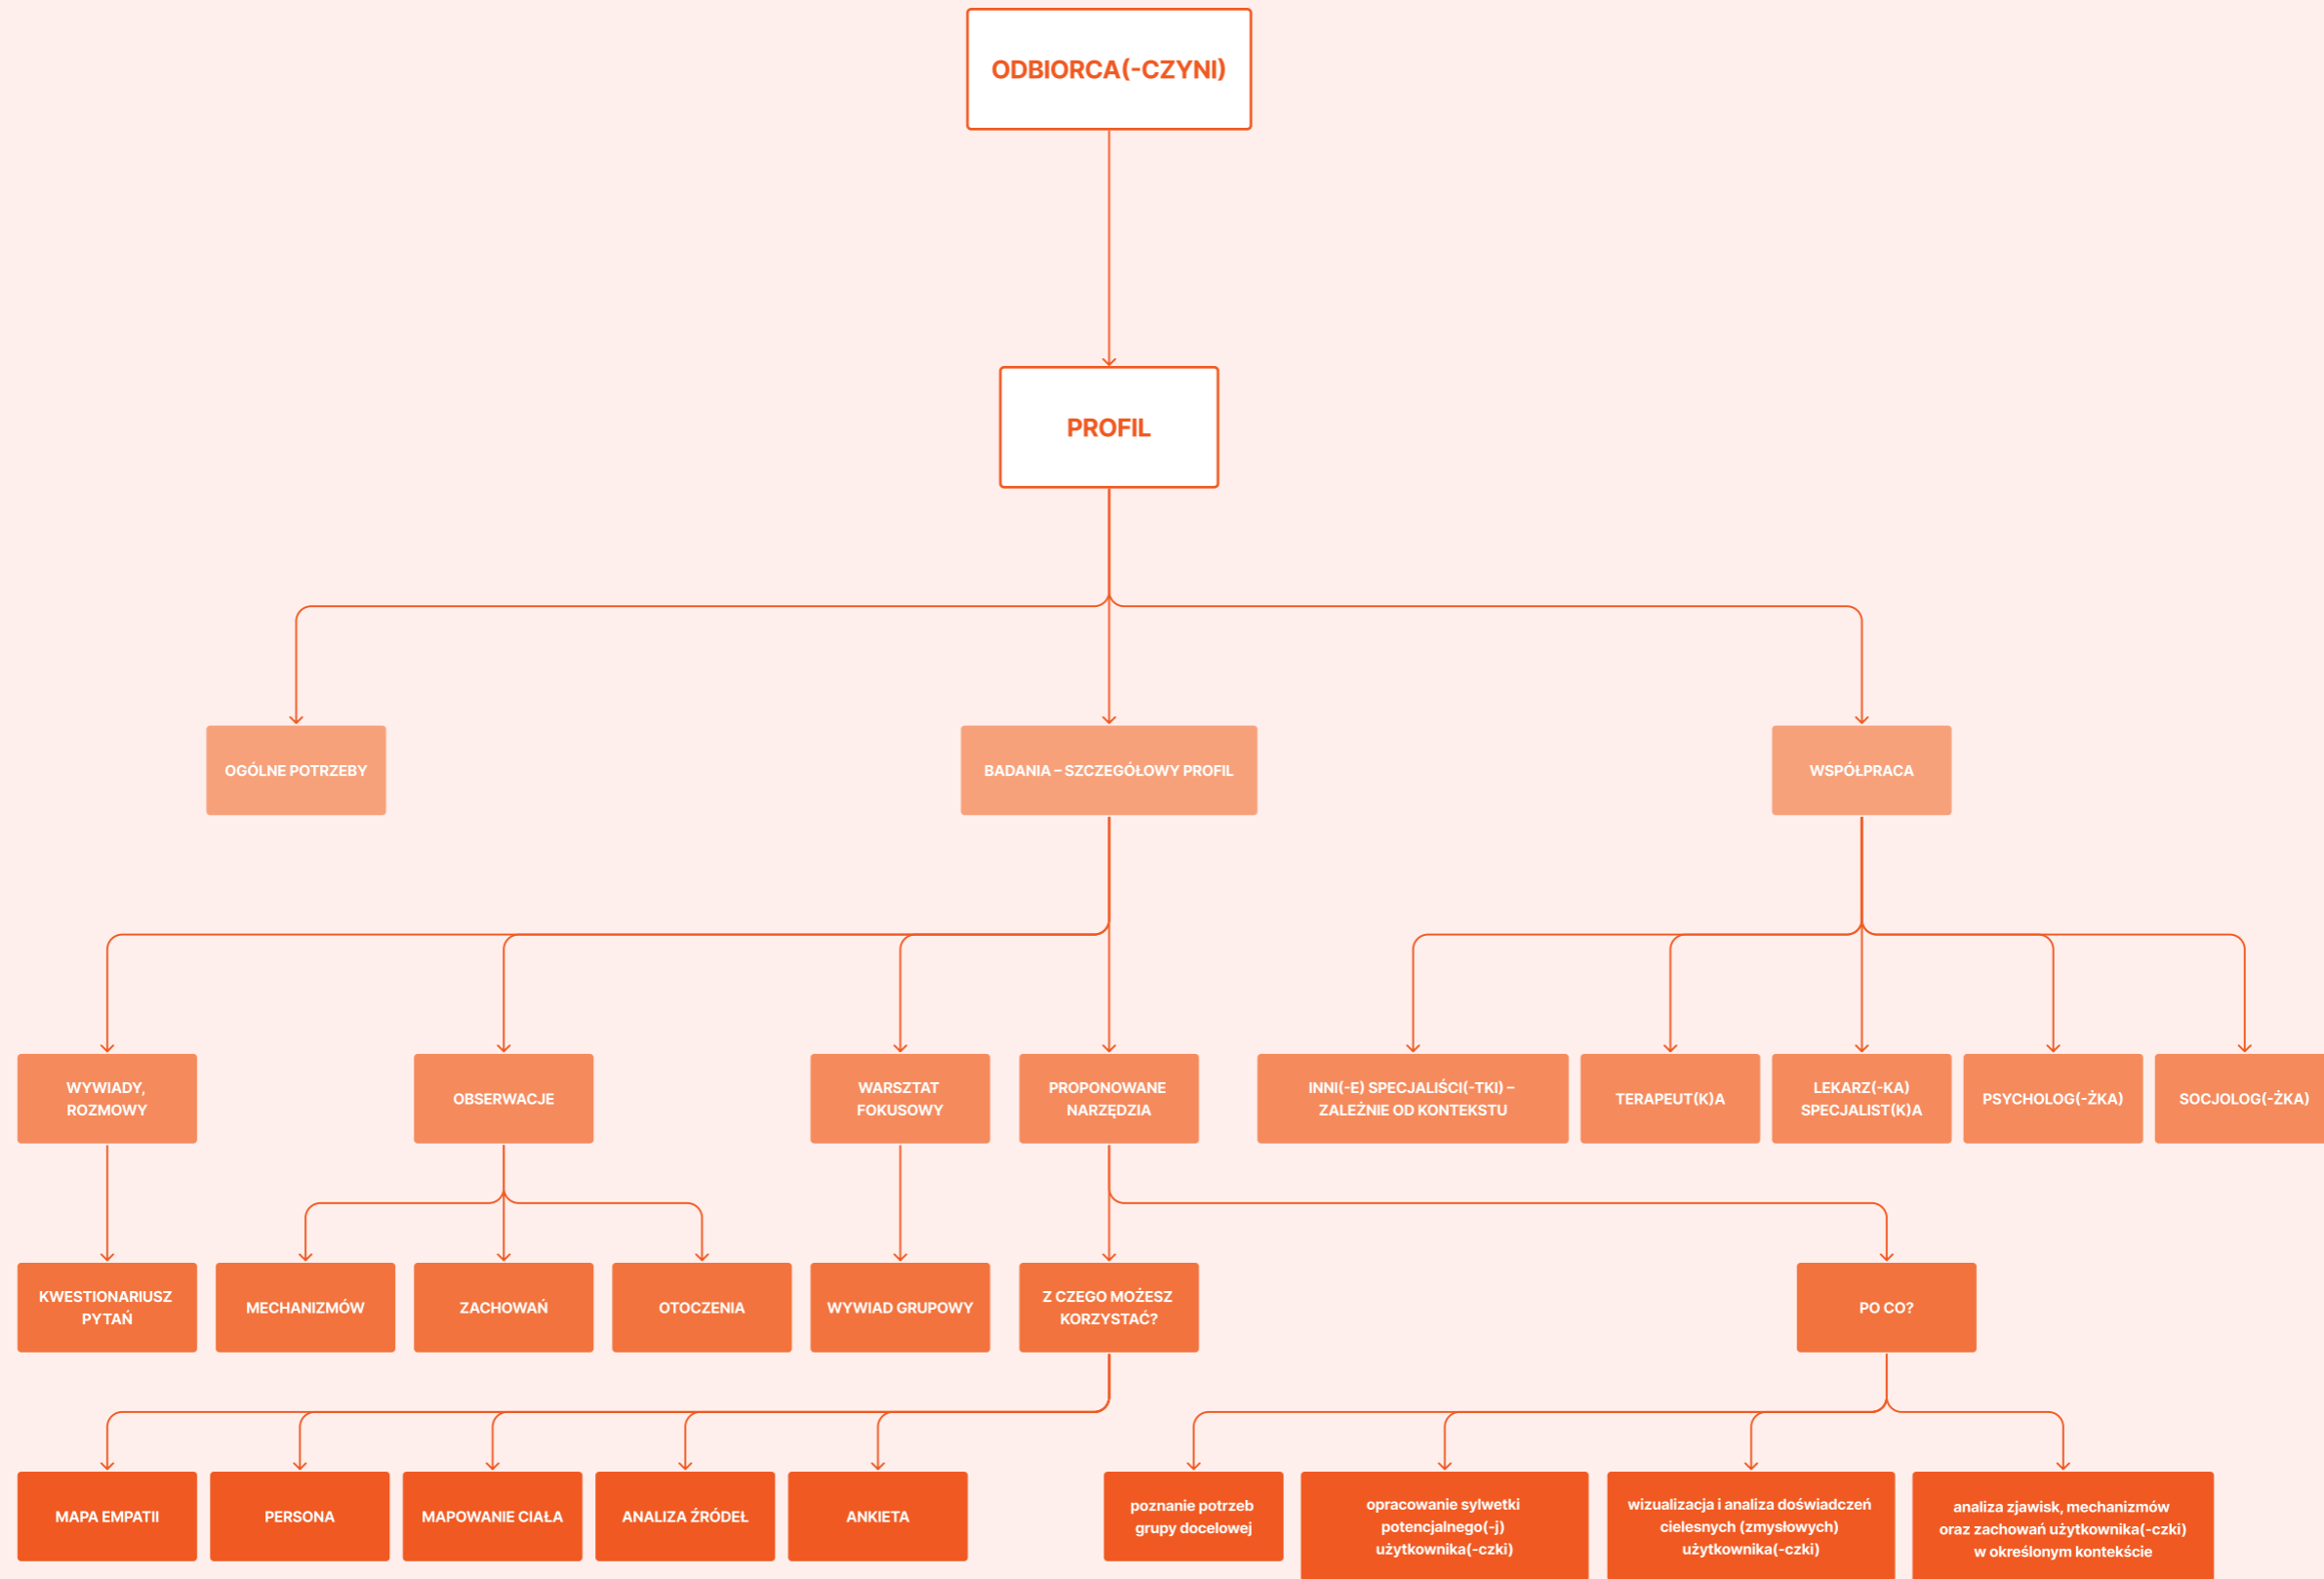 ODBIORCA(-CZYNI)
PROFIL
OGÓLNE POTRZEBY
BADANIA – SZCZEGÓŁOWY PROFIL
WSPÓŁPRACA
WYWIADY,
ROZMOWY
OBSERWACJE
WARSZTAT
FOKUSOWY
PROPONOWANE
NARZĘDZIA
INNI(-E) SPECJALIŚCI(-TKI) –
ZALEŻNIE OD KONTEKSTU
TERAPEUT(K)A
LEKARZ(-KA)
SPECJALIST(K)A
PSYCHOLOG(-ŻKA)
SOCJOLOG(-ŻKA)
KWESTIONARIUSZ
PYTAŃ
MECHANIZMÓW
ZACHOWAŃ
OTOCZENIA
WYWIAD GRUPOWY
Z CZEGO MOŻESZ
KORZYSTAĆ?
PO CO?
MAPA EMPATII
PERSONA
MAPOWANIE CIAŁA
ANALIZA ŹRÓDEŁ
ANKIETA
poznanie potrzeb
grupy docelowej
opracowanie sylwetki
potencjalnego(-j)
użytkownika(-czki)
wizualizacja i analiza doświadczeń
cielesnych (zmysłowych)
użytkownika(-czki)
analiza zjawisk, mechanizmów
oraz zachowań użytkownika(-czki)
w określonym kontekście